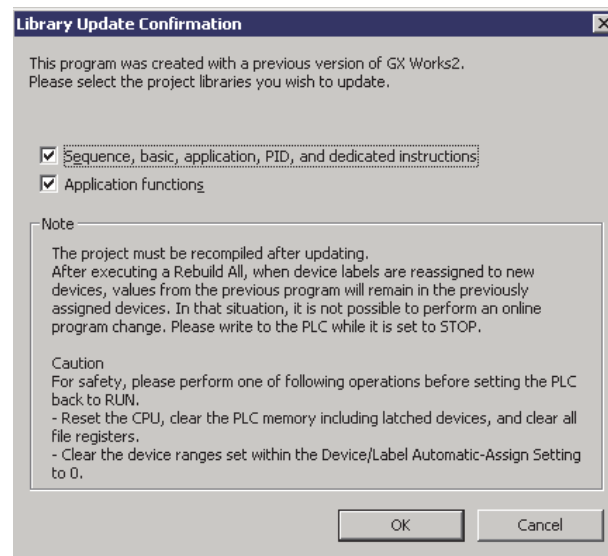 Library Update Confirmation
This program was created with a previous version of GX Works2.
Please select the project libraries you wish to update.
Sequence, basic, application, PID, and dedicated instructions
Application functions
Note
The project must be recompiled after updating.
After executing a Rebuild All, when device labels are reassigned to new
devices, values from the previous program will remain in the previously
assigned devices. In that situation, it is not possible to perform an online
program change. Please write to the PLC while it is set to STOP.
Caution
For safety, please perform one of following operations before setting the PLC
back to RUN.
- Reset the CPU, clear the PLC memory including latched devices, and clear all
file registers.
- Clear the device ranges set within the Device/Label Automatic-Assign Setting
to 0.
OK Cancel